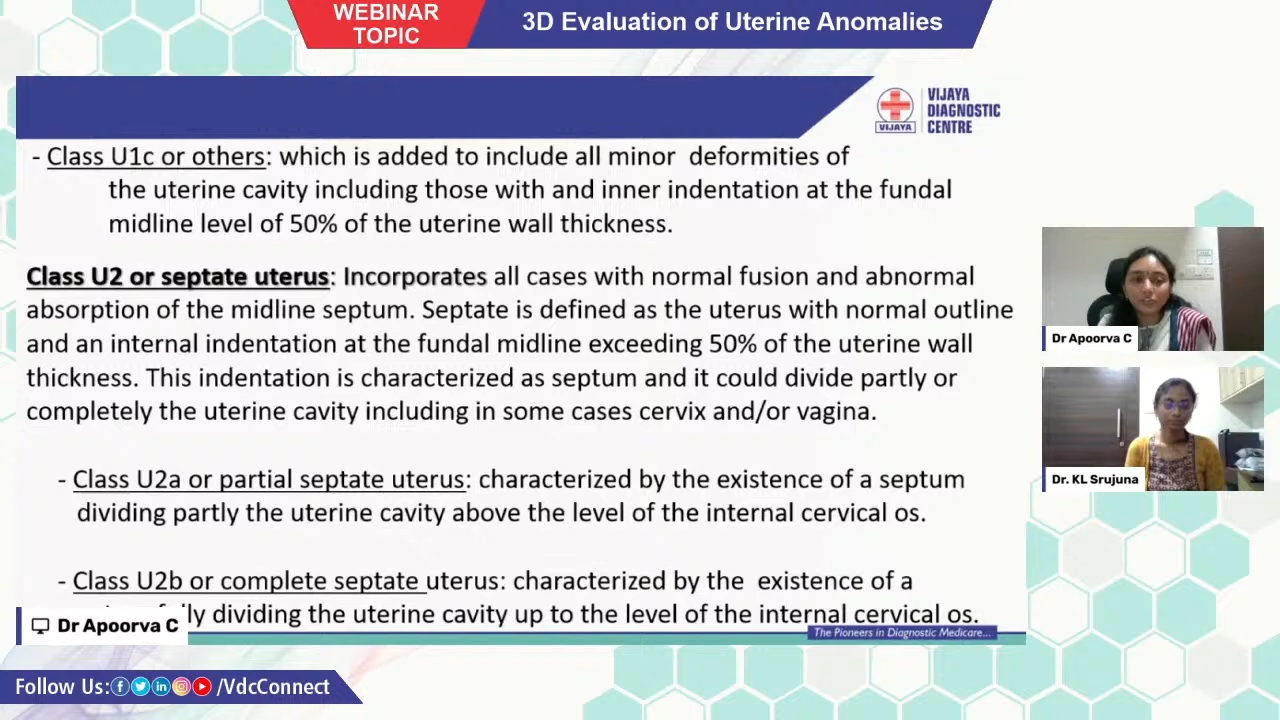 WEBINAR
TOPIC
3D Evaluation of Uterine Anomalies
VIJAYA
VIJAYA
DIAGNOSTIC
CENTRE
- Class U1c or others: which is added to include all minor deformities of
the uterine cavity including those with and inner indentation at the fundal
midline level of 50% of the uterine wall thickness.
Class U2 or septate uterus: Incorporates all cases with normal fusion and abnormal
absorption of the midline septum. Septate is defined as the uterus with normal outline
and an internal indentation at the fundal midline exceeding 50% of the uterine wall
thickness. This indentation is characterized as septum and it could divide partly or
completely the uterine cavity including in some cases cervix and/or vagina.
- Class U2a or partial septate uterus: characterized by the existence of a septum
dividing partly the uterine cavity above the level of the internal cervical os.
- Class U2b or complete septate uterus: characterized by the existence of a
dividing the uterine cavity up to the level of the internal cervical os.
Dr Apoorva C
The Pioneers in Diagnostic Medicare...
Dr Apoorva C
Dr. KL Srujuna
Follow Us: /VdcConnect